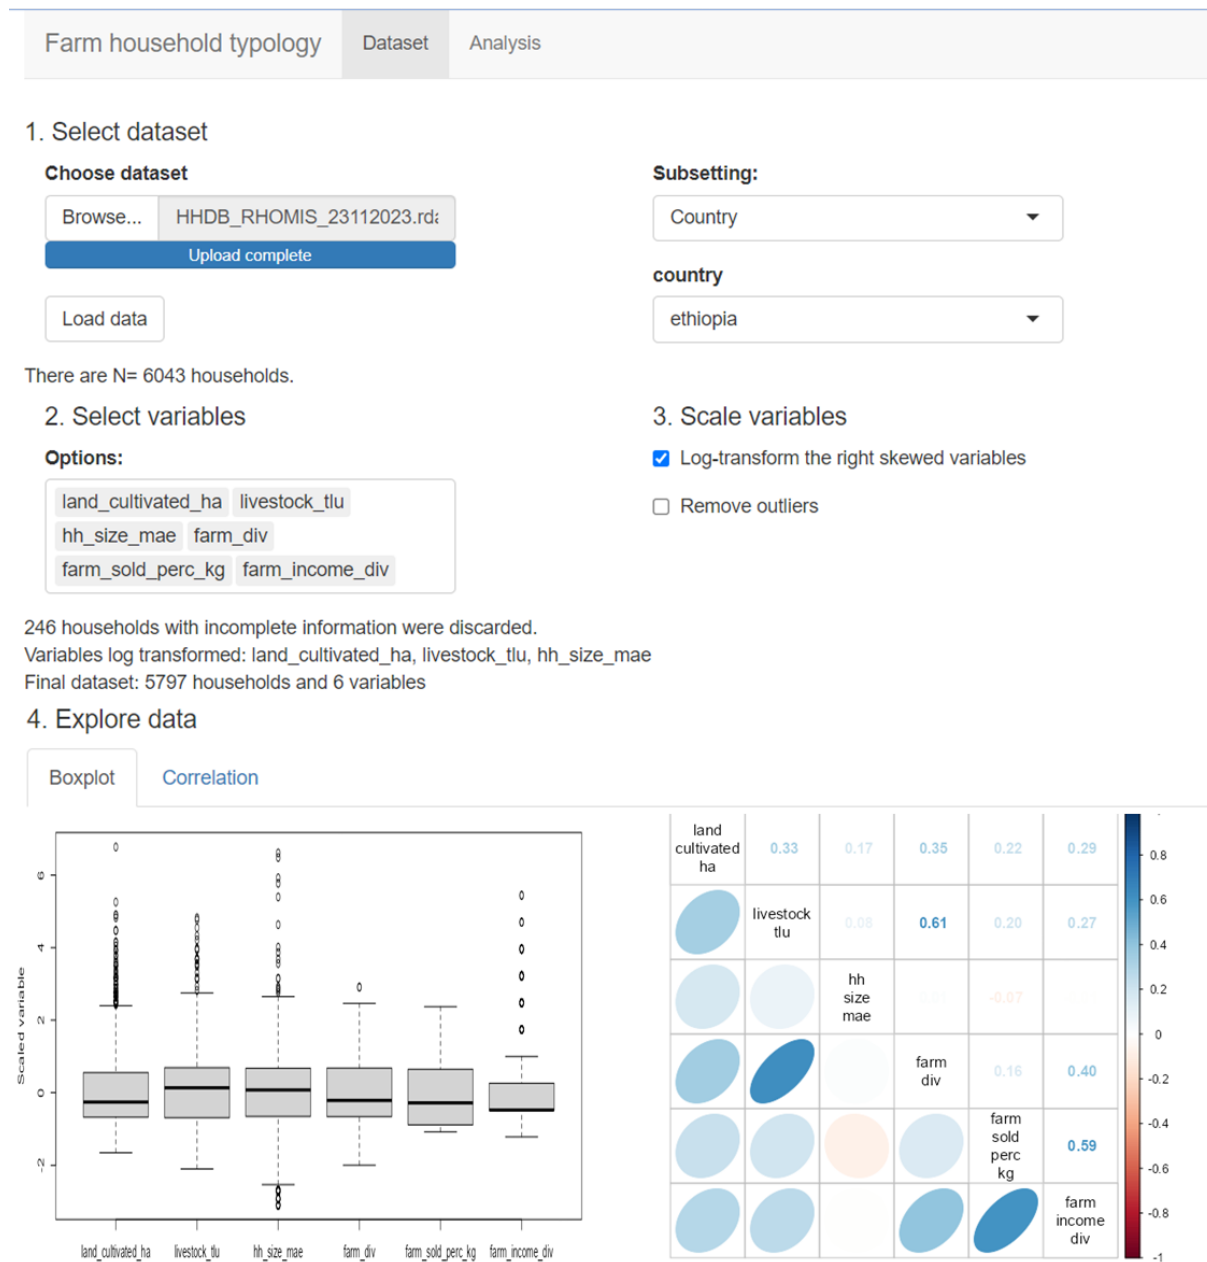 Farm household typology Dataset Analysis
1. Select dataset
Choose dataset
Browse... HHDB_RHOMIS_23112023.rda
Upload complete
Load data
Subsetting:
Country
country
ethiopia
There are N= 6043 households.
2. Select variables
Options:
land_cultivated_ha livestock_tlu
hh_size_mae farm_div
farm_sold_perc_kg farm_income_div
3. Scale variables
Log-transform the right skewed variables
Remove outliers
246 households with incomplete information were discarded.
Variables log transformed: land_cultivated_ha, livestock_tlu, hh_size_mae
Final dataset: 5797 households and 6 variables
4. Explore data
Boxplot Correlation
Scaled variable
6
4
2
0
-2
land_cultivated_ha livestock_tlu hh_size_mae farm_div farm_sold_perc_kg farm_income_div
land
cultivated
ha
0.33 0.17 0.35 0.22 0.29
livestock
tlu
0.08 0.61 0.20 0.27
hh
size
mae
-0.07
farm
div
0.16 0.40
farm
sold
perc
kg
0.59
farm
income
div
0.8
0.6
0.4
0.2
0
-0.2
-0.4
-0.6
-0.8
-1